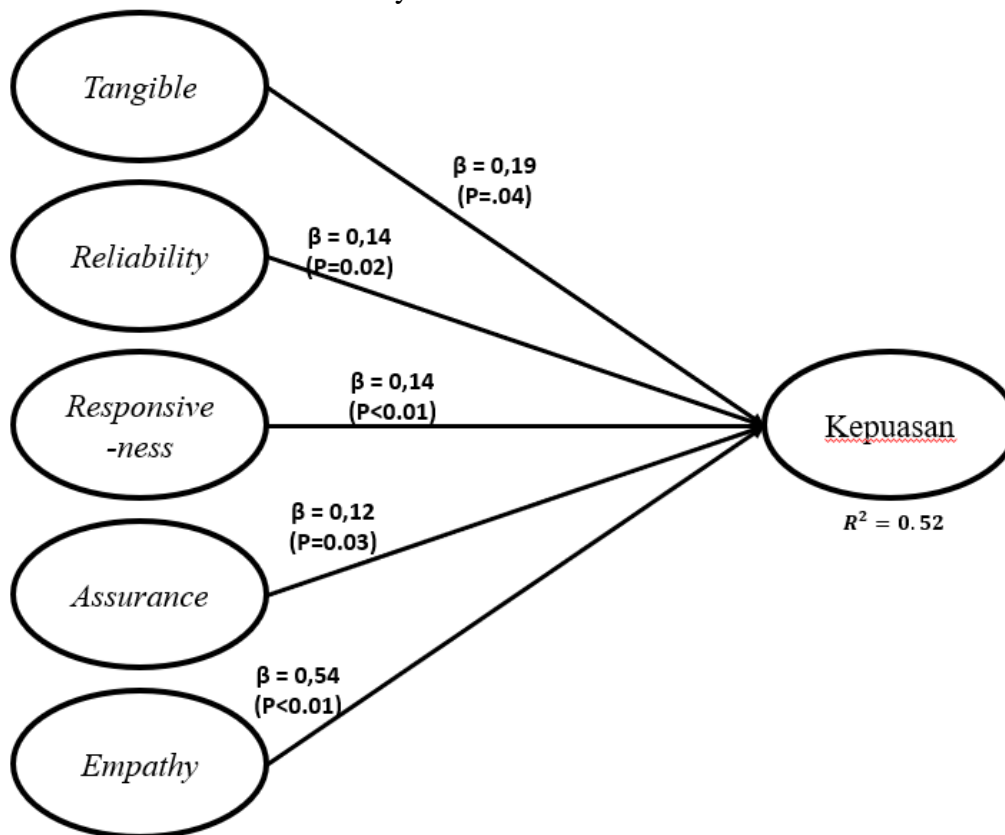 Tangible
β = 0,19
(P=.04)
Reliability
β = 0,14
(P=0.02)
Responsive
-ness
β = 0,14
(P<0.01)
Kepuasan
R² = 0.52
Assurance
β = 0,12
(P=0.03)
Empathy
β = 0,54
(P<0.01)